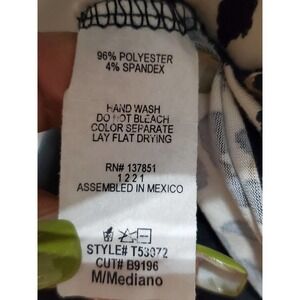 96% POLYESTER
4% SPANDEX
HAND WASH
DO NOT BLEACH
COLOR SEPARATE
LAY FLAT DRYING
RN# 137851
1 2 2 1
ASSEMBLED IN MEXICO
STYLE# T53072
CUT# B9196
M/Mediano